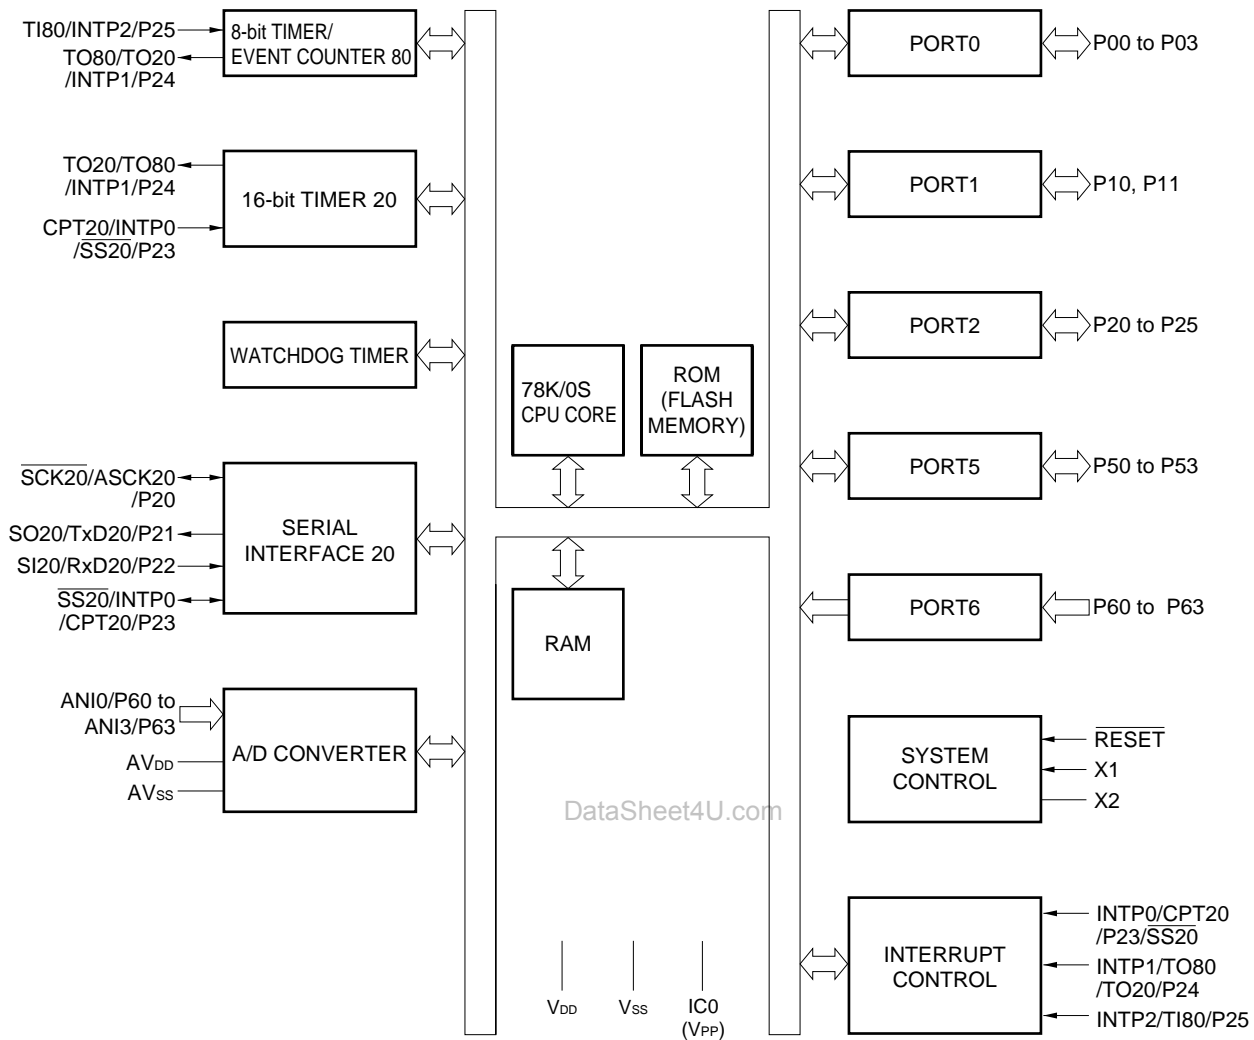 TI80/INTP2/P25
TO80/TO20
/INTP1/P24
8-bit TIMER/
EVENT COUNTER 80
TO20/TO80
/INTP1/P24
CPT20/INTP0
/SS20/P23
16-bit TIMER 20
WATCHDOG TIMER
SCK20/ASCK20
/P20
SO20/TxD20/P21
SI20/RxD20/P22
SS20/INTP0
/CPT20/P23
SERIAL
INTERFACE 20
ANI0/P60 to
ANI3/P63
AVDD
AVSS
A/D CONVERTER
78K/0S
CPU CORE
ROM
(FLASH
MEMORY)
RAM
DataSheet4U.com
VDD
VSS
IC0
(VPP)
PORT0
P00 to P03
PORT1
P10, P11
PORT2
P20 to P25
PORT5
P50 to P53
PORT6
P60 to P63
SYSTEM
CONTROL
RESET
X1
X2
INTERRUPT
CONTROL
INTP0/CPT20
/P23/SS20
INTP1/TO80
/TO20/P24
INTP2/TI80/P25